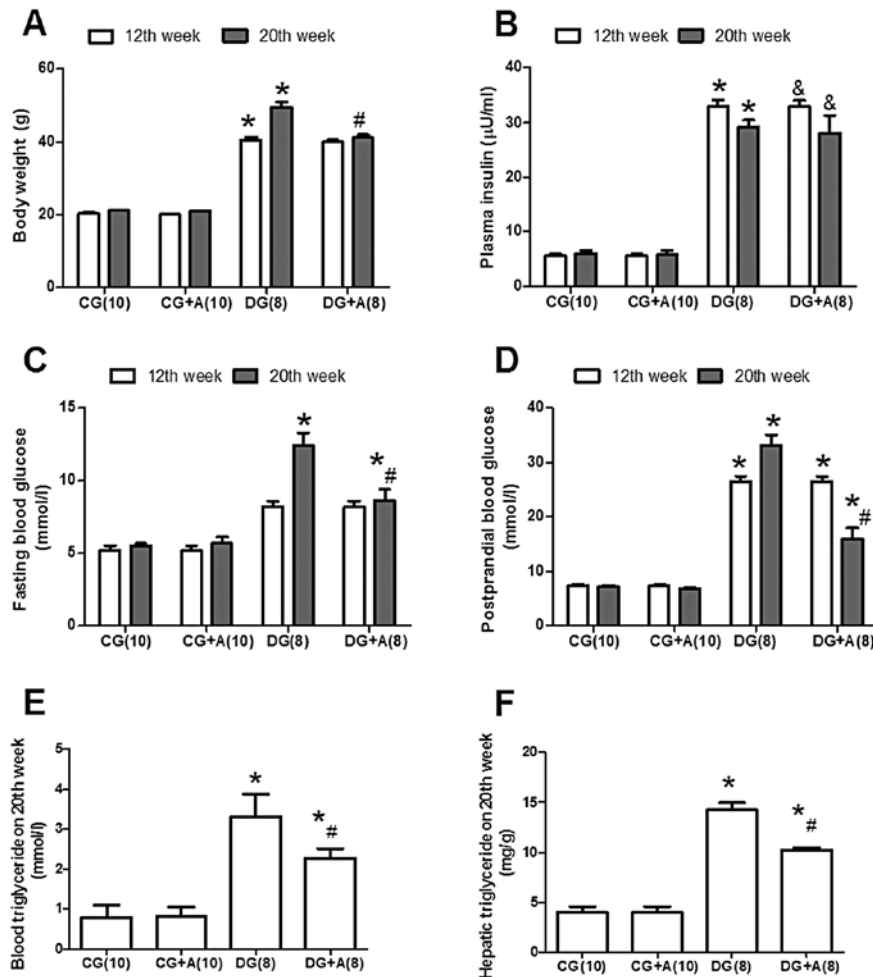 A
12th week 20th week
Body weight (g)
60
40
20
0
* * #
CG(10) CG+A(10) DG(8) DG+A(8)
B
12th week 20th week
Plasma insulin (μU/ml)
40
30
20
10
0
* * & &
CG(10) CG+A(10) DG(8) DG+A(8)
C
12th week 20th week
Fasting blood glucose
(mmol/l)
15
10
5
0
* *
#
CG(10) CG+A(10) DG(8) DG+A(8)
D
12th week 20th week
Postprandial blood glucose
(mmol/l)
40
30
20
10
0
* * * *
#
CG(10) CG+A(10) DG(8) DG+A(8)
E
Blood triglyceride on 20th week
(mmol/l)
5
4
3
2
1
0
* *
#
CG(10) CG+A(10) DG(8) DG+A(8)
F
Hepatic triglyceride on 20th week
(mg/g)
20
15
10
5
0
* *
#
CG(10) CG+A(10) DG(8) DG+A(8)